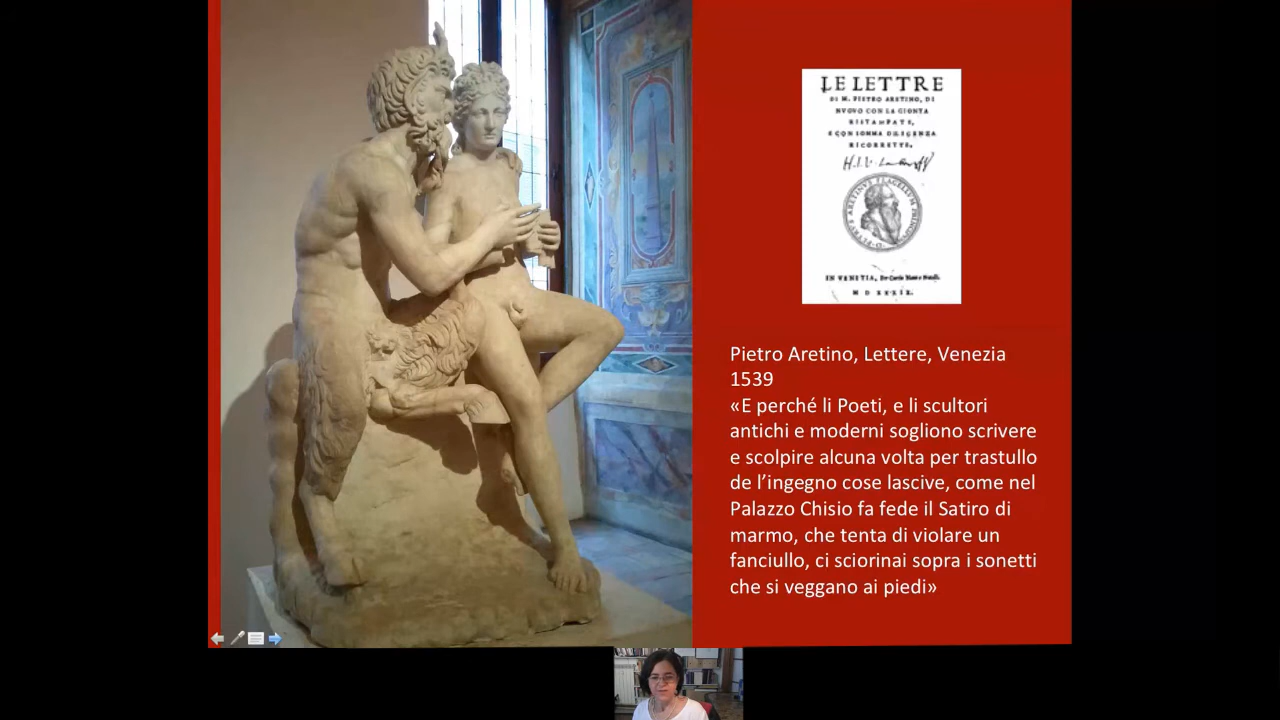 LE LETTRE
DI M. PIETRO ARETINO, DI
NVOVO CON LA GIONTA
RISTAMPATE,
E CON SOMMA DILIGENZA
RICORRETTE,
IN VENETIA,
M D XXXIX.
Pietro Aretino, Lettere, Venezia
1539
«E perché li Poeti, e li scultori
antichi e moderni sogliono scrivere
e scolpire alcuna volta per trastullo
de l’ingegno cose lascive, come nel
Palazzo Chisio fa fede il Satiro di
marmo, che tenta di violare un
fanciullo, ci sciorinai sopra i sonetti
che si veggano ai piedi»